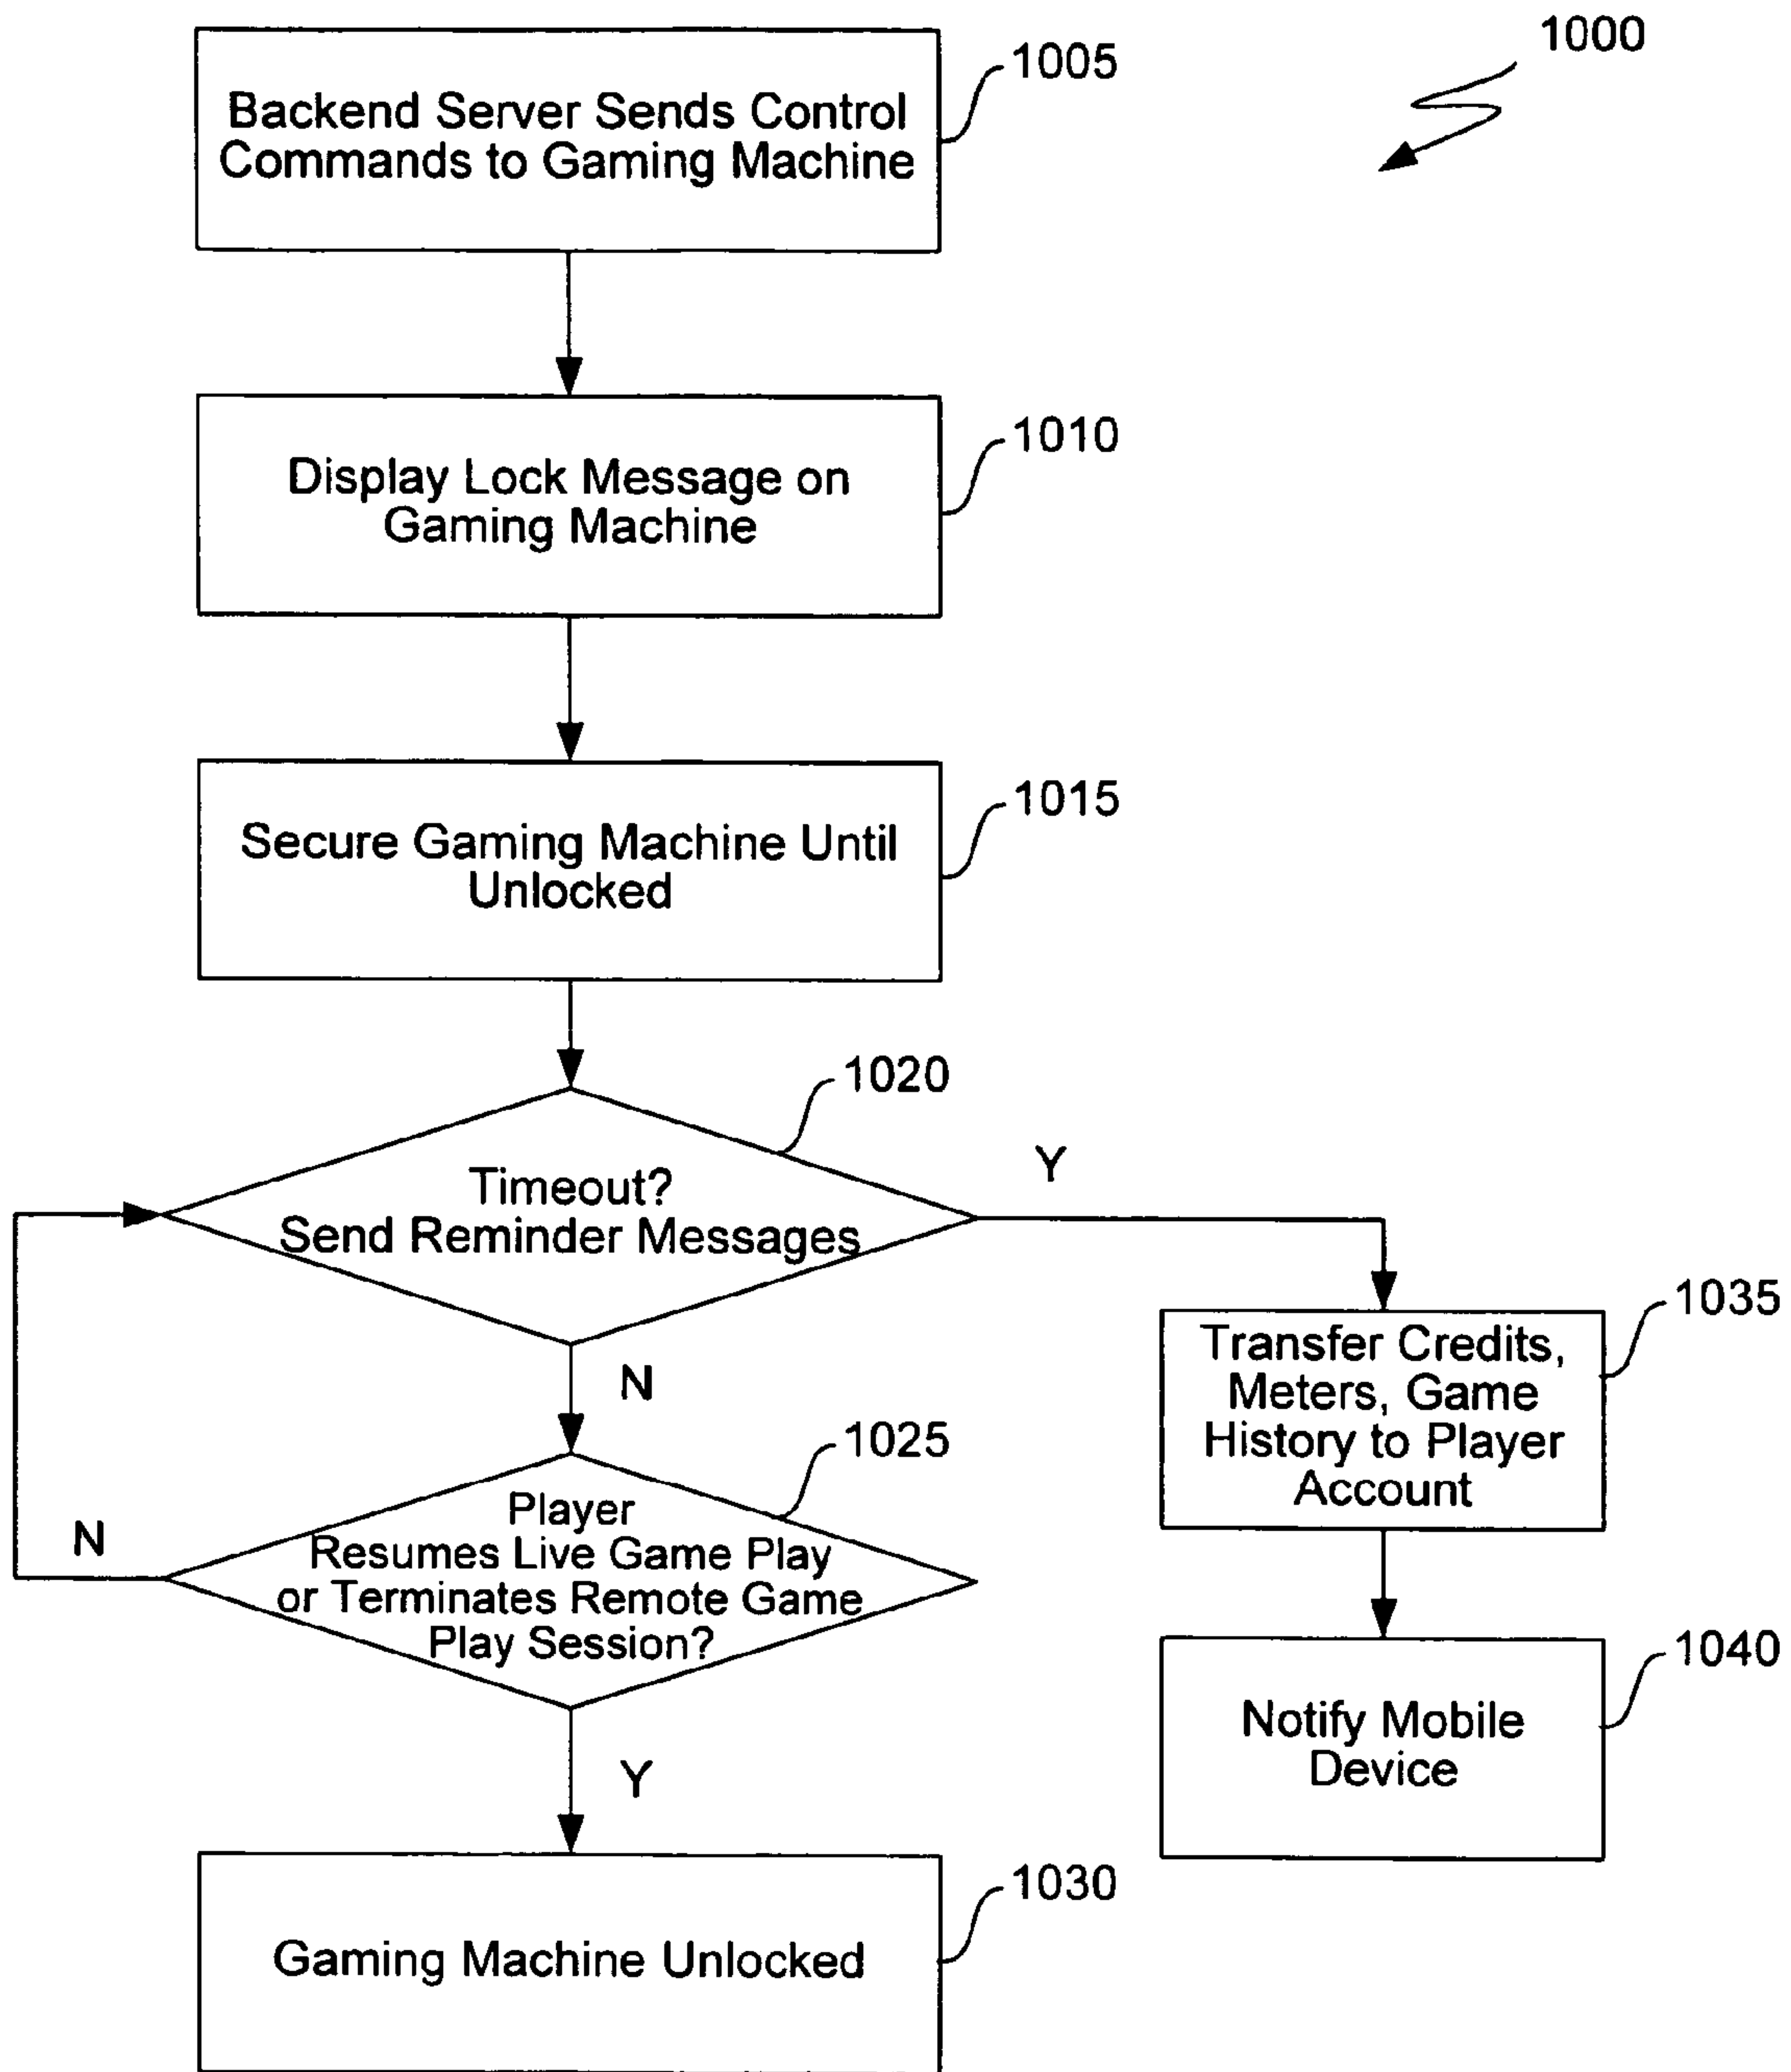 1000
Backend Server Sends Control
Commands to Gaming Machine
1005
Display Lock Message on
Gaming Machine
1010
Secure Gaming Machine Until
Unlocked
1015
Timeout?
Send Reminder Messages
1020
Y
N
Player
Resumes Live Game Play
or Terminates Remote Game
Play Session?
1025
N
Y
Gaming Machine Unlocked
1030
Transfer Credits,
Meters, Game
History to Player
Account
1035
Notify Mobile
Device
1040